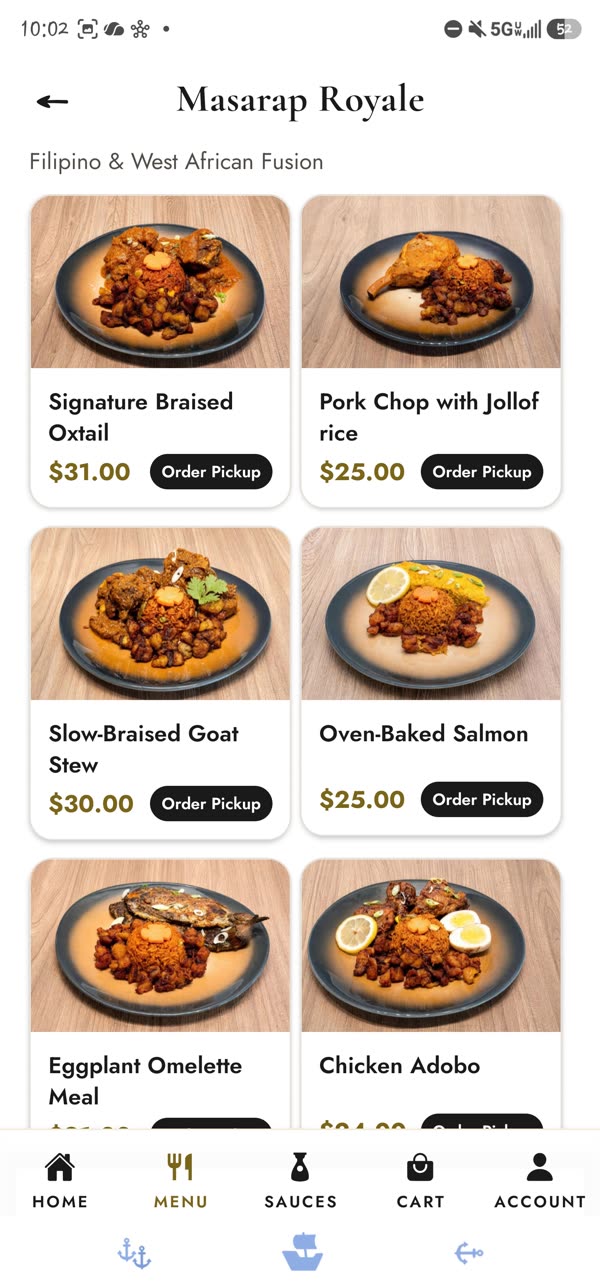 10:02
5G
52
Masarap Royale
Filipino & West African Fusion
Signature Braised
Oxtail
$31.00 Order Pickup
Pork Chop with Jollof
rice
$25.00 Order Pickup
Slow-Braised Goat
Stew
$30.00 Order Pickup
Oven-Baked Salmon
$25.00 Order Pickup
Eggplant Omelette
Meal
Chicken Adobo
HOME
MENU
SAUCES
CART
ACCOUNT